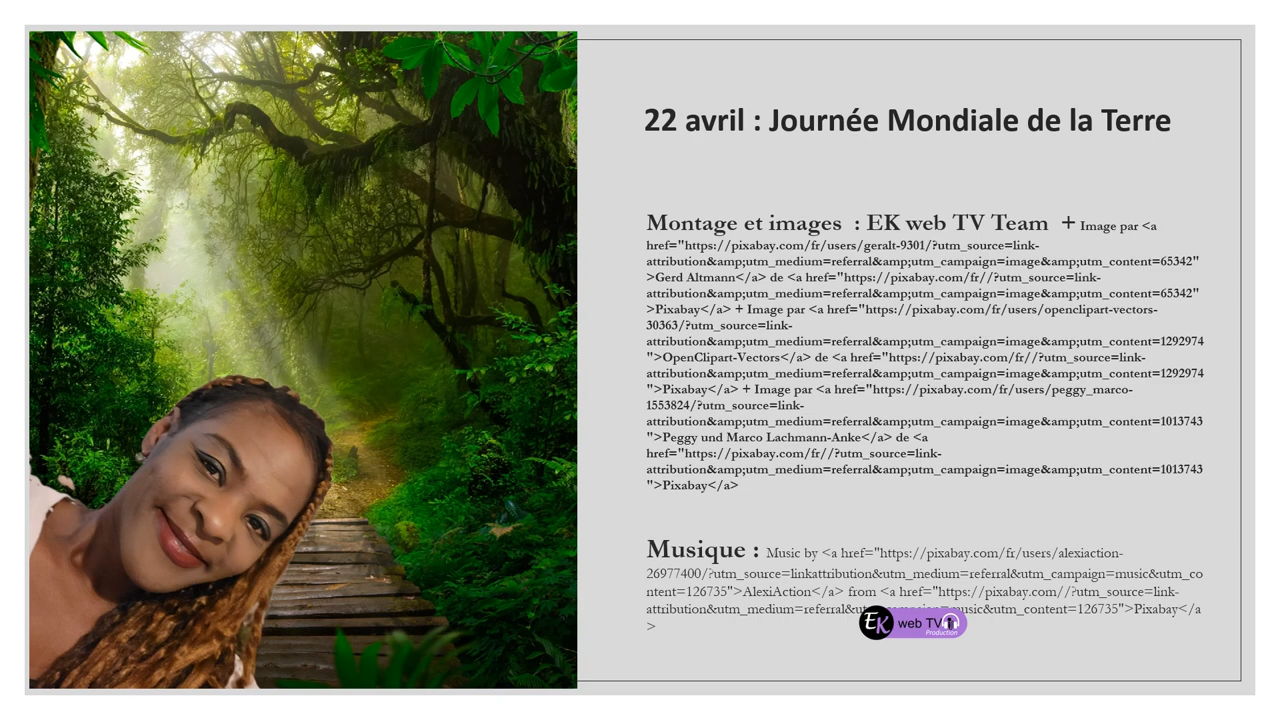 22 avril : Journée Mondiale de la Terre
Montage et images : EK web TV Team + Image par <a
href="https://pixabay.com/fr/users/geralt-9301/?utm_source=link-
attribution&amp;utm_medium=referral&amp;utm_campaign=image&amp;utm_content=65342"
>Gerd Altmann</a> de <a href="https://pixabay.com/fr//?utm_source=link-
attribution&amp;utm_medium=referral&amp;utm_campaign=image&amp;utm_content=65342"
>Pixabay</a> + Image par <a href="https://pixabay.com/fr/users/openclipart-vectors-
30363/?utm_source=link-
attribution&amp;utm_medium=referral&amp;utm_campaign=image&amp;utm_content=1292974
">OpenClipart-Vectors</a> de <a href="https://pixabay.com/fr//?utm_source=link-
attribution&amp;utm_medium=referral&amp;utm_campaign=image&amp;utm_content=1292974
">Pixabay</a> + Image par <a href="https://pixabay.com/fr/users/peggy_marco-
1553824/?utm_source=link-
attribution&amp;utm_medium=referral&amp;utm_campaign=image&amp;utm_content=1013743
">Peggy und Marco Lachmann-Anke</a> de <a
href="https://pixabay.com/fr//?utm_source=link-
attribution&amp;utm_medium=referral&amp;utm_campaign=image&amp;utm_content=1013743
">Pixabay</a>
Musique : Music by <a href="https://pixabay.com/fr/users/alexiaction-
26977400/?utm_source=linkattribution&utm_medium=referral&utm_campaign=music&utm_co
ntent=126735">AlexiAction</a> from <a href="https://pixabay.com//?utm_source=link-
attribution&utm_medium=referral&utm_campaign=music&utm_content=126735">Pixabay</a
>
EK web TV
Production